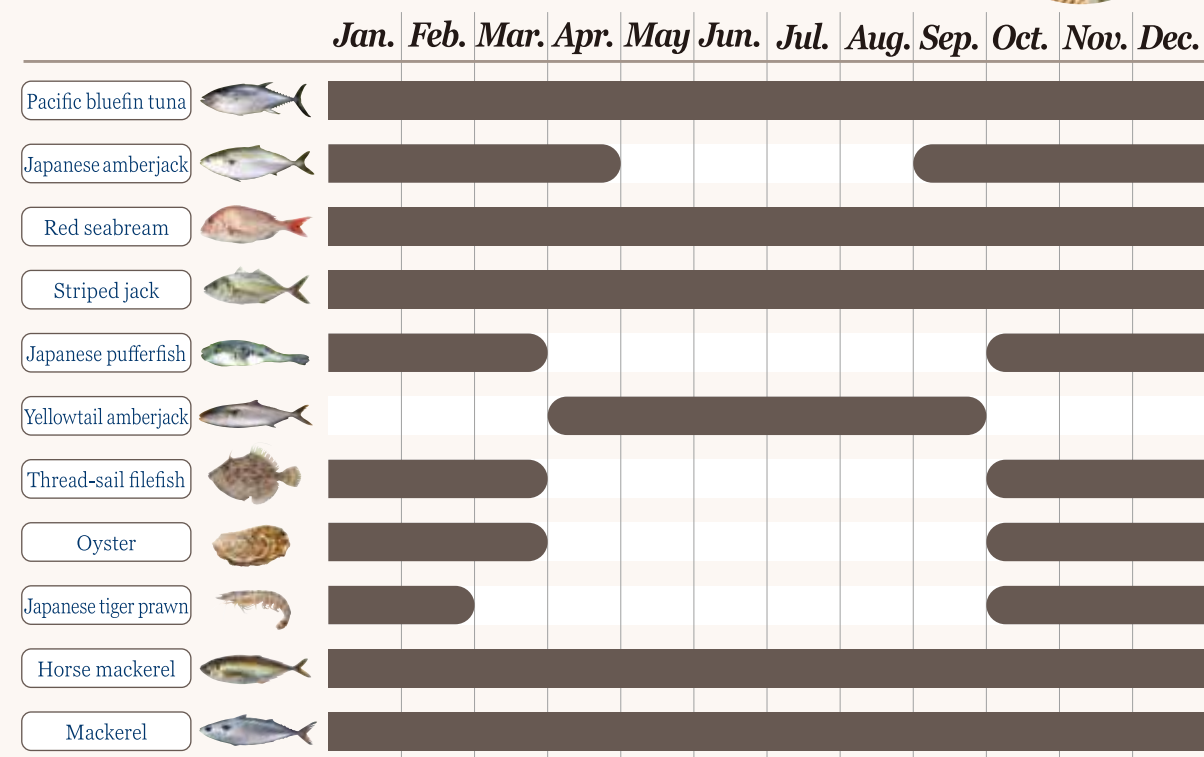 Jan. Feb. Mar. Apr. May Jun. Jul. Aug. Sep. Oct. Nov. Dec.
Pacific bluefin tuna
Japanese amberjack
Red seabream
Striped jack
Japanese pufferfish
Yellowtail amberjack
Thread-sail filefish
Oyster
Japanese tiger prawn
Horse mackerel
Mackerel